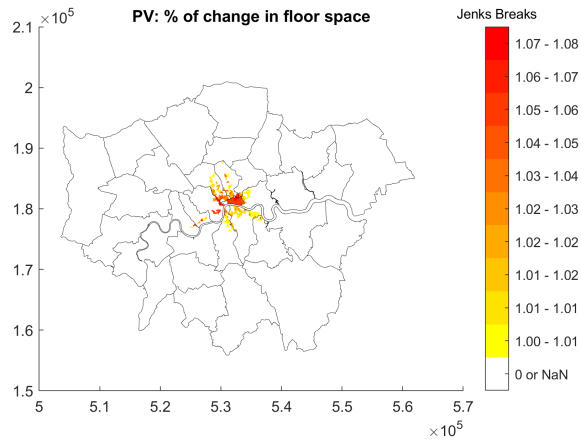 PV: % of change in floor space
Jenks Breaks
×10⁵
2.1
2
1.9
1.8
1.7
1.6
1.5
5
5.1
5.2
5.3
5.4
5.5
5.6
5.7
×10⁵
1.07 - 1.08
1.06 - 1.07
1.05 - 1.06
1.04 - 1.05
1.03 - 1.04
1.02 - 1.03
1.02 - 1.02
1.01 - 1.02
1.01 - 1.01
1.00 - 1.01
0 or NaN